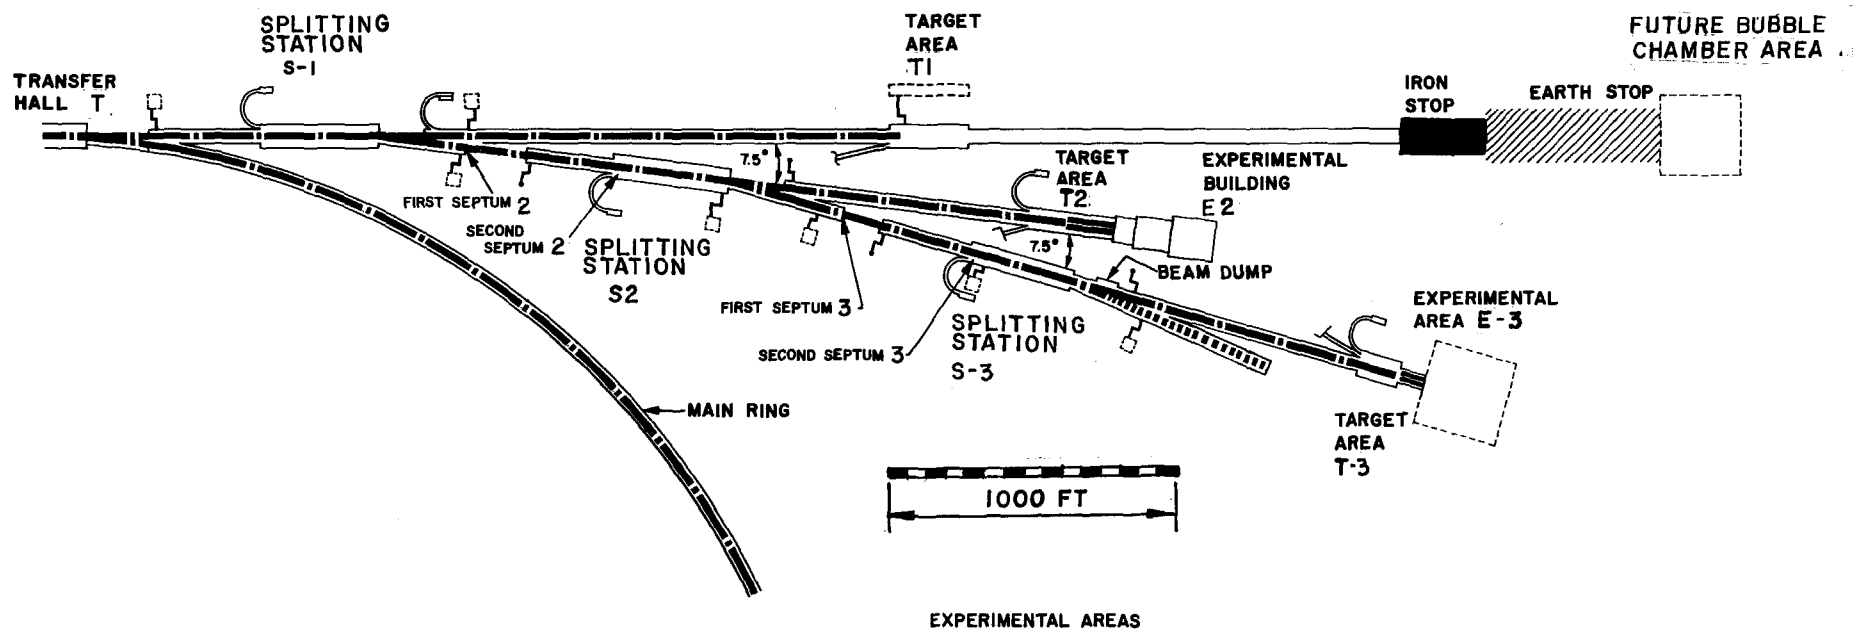 SPLITTING
STATION
S-1
TARGET
AREA
T1
FUTURE BUBBLE
CHAMBER AREA
TRANSFER
HALL T
IRON
STOP
EARTH STOP
7.5°
TARGET
AREA
T2
EXPERIMENTAL
BUILDING
E2
FIRST SEPTUM 2
SECOND
SEPTUM 2
SPLITTING
STATION
S2
7.5°
BEAM DUMP
FIRST SEPTUM 3
EXPERIMENTAL
AREA E-3
SPLITTING
STATION
S-3
SECOND SEPTUM 3
MAIN RING
TARGET
AREA
T-3
1000 FT
EXPERIMENTAL AREAS